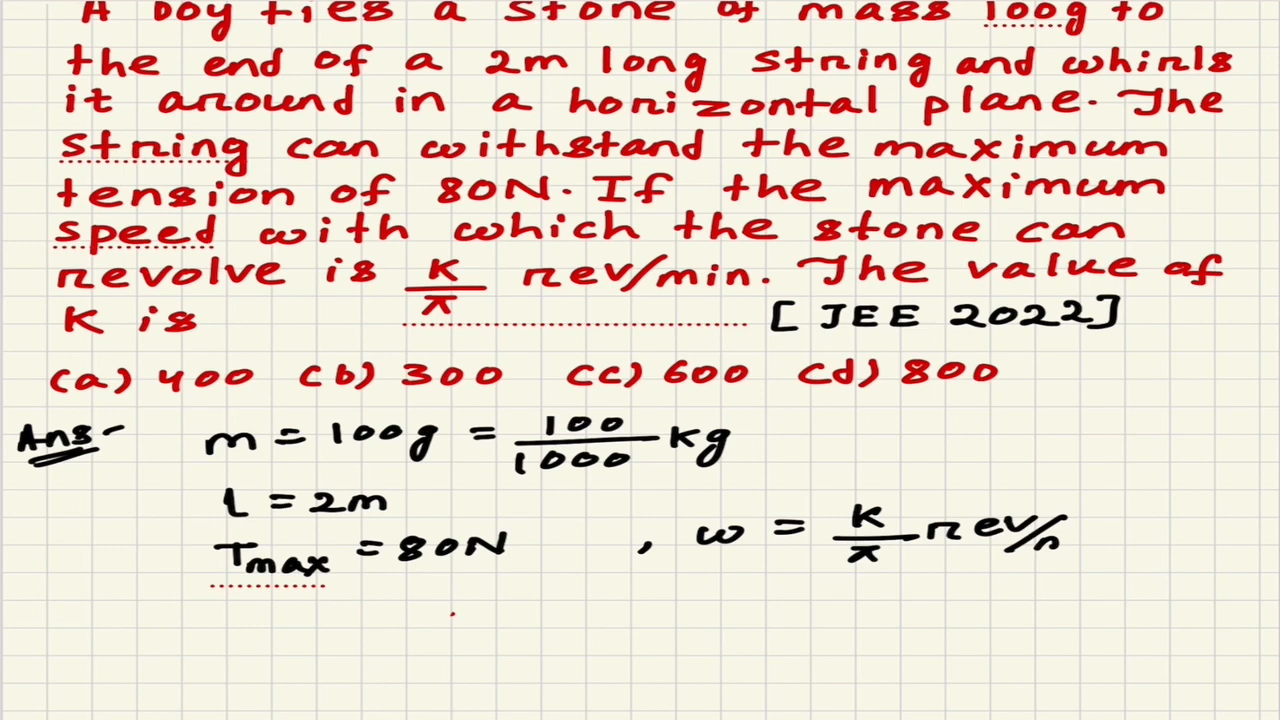 A boy ties a stone of mass 100g to
the end of a 2m long string and whirls
it around in a horizontal plane. The
string can withstand the maximum
tension of 80N. If the maximum
speed with which the stone can
revolve is K/π rev/min. The value of
K is [JEE 2022]
(a) 400 (b) 300 (c) 600 (d) 800
Ans- m = 100g = 100/1000 kg
l = 2m
Tmax = 80N , ω = K/π rev/n